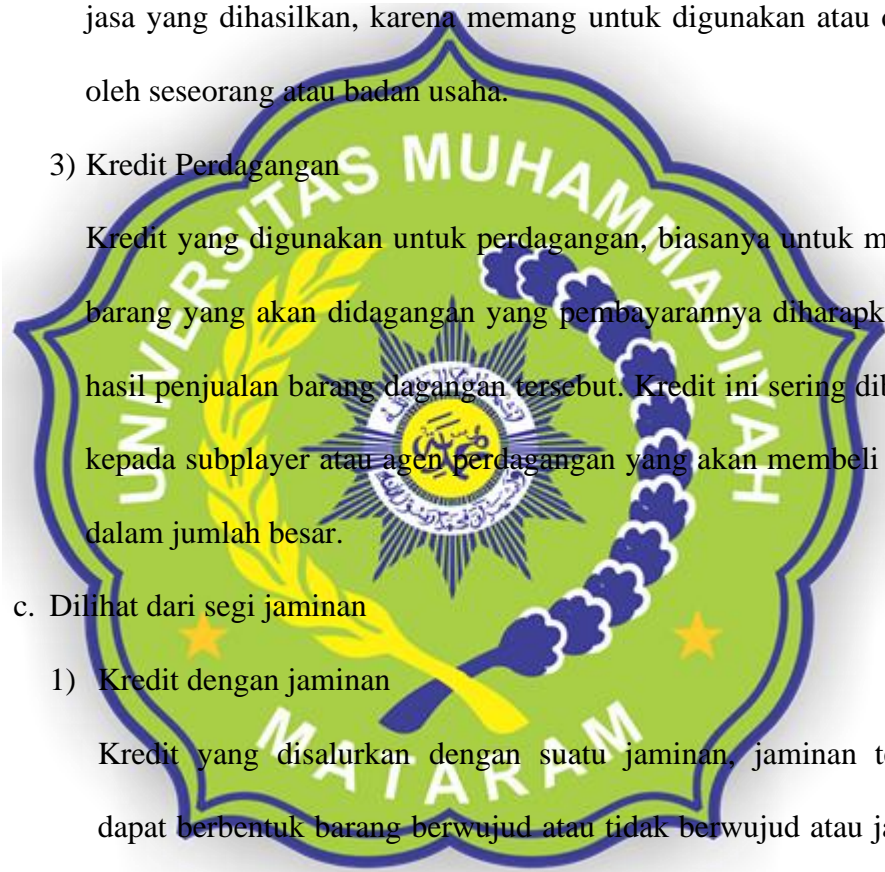 jasa yang dihasilkan, karena memang untuk digunakan atau
oleh seseorang atau badan usaha.
3) Kredit Perdagangan
Kredit yang digunakan untuk perdagangan, biasanya untuk
barang yang akan didagangan yang pembayarannya
hasil penjualan barang dagangan tersebut. Kredit ini sering
kepada subplayer atau agen perdagangan yang akan membeli
dalam jumlah besar.
c. Dilihat dari segi jaminan
1) Kredit dengan jaminan
Kredit yang disalurkan dengan suatu jaminan, jaminan
dapat berbentuk barang berwujud atau tidak berwujud atau
UNIVERSITAS MUHAMMADIYAH
MATARAM